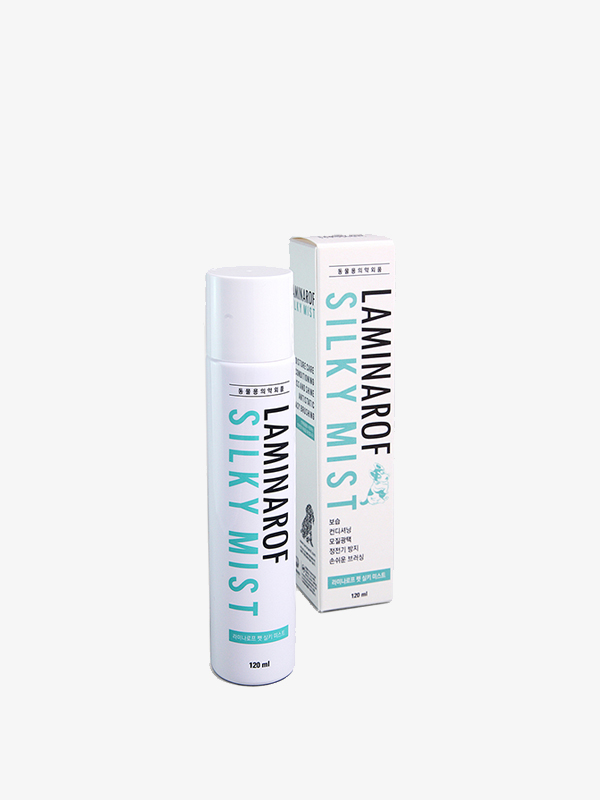 동물용의약외품
LAMINAROF
SILKY MIST
라미나로프 펫 실키 미스트
120 ml
LAMINAROF
SILKY MIST
동물용의약외품
LAMINAROF
SILKY MIST
보습
컨디셔닝
모질광택
정전기 방지
손쉬운 브러싱
라미나로프 펫 실키 미스트
120 ml